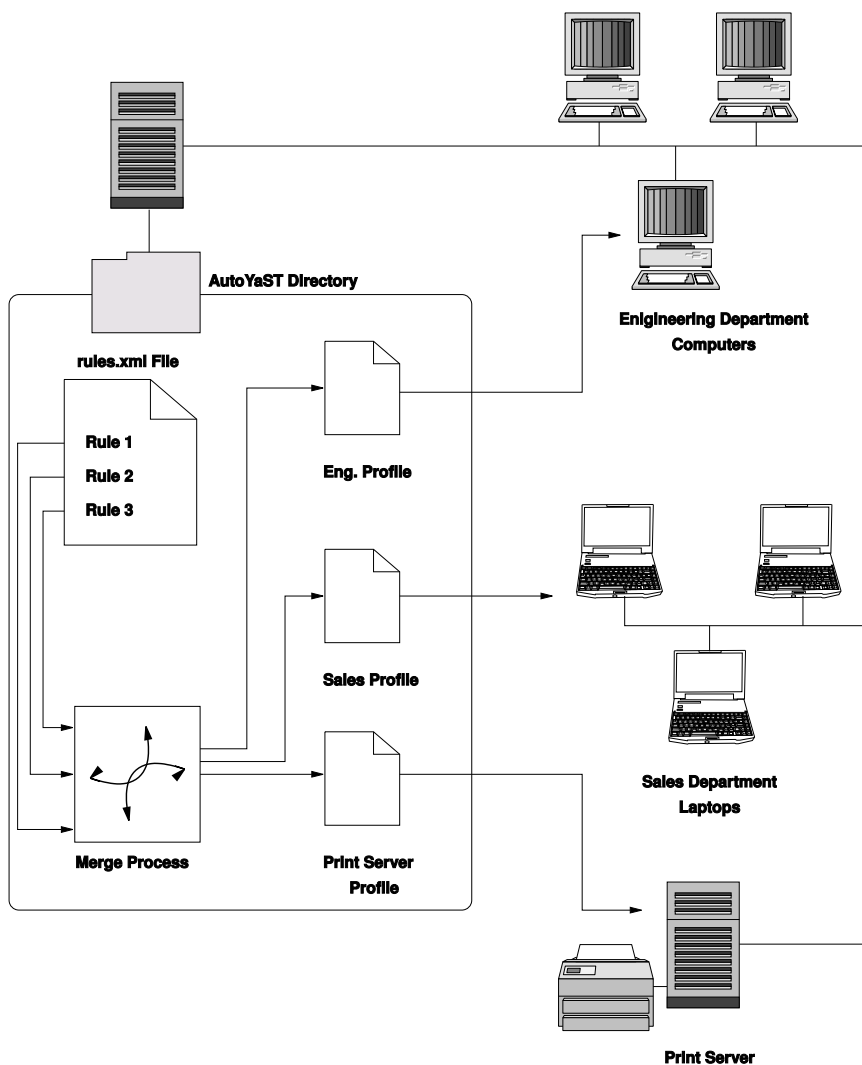 AutoYaST Directory
Enigineering Department
Computers
rules.xml File
Rule 1
Rule 2
Rule 3
Eng. Profile
Sales Profile
Sales Department
Laptops
Merge Process
Print Server
Profile
Print Server